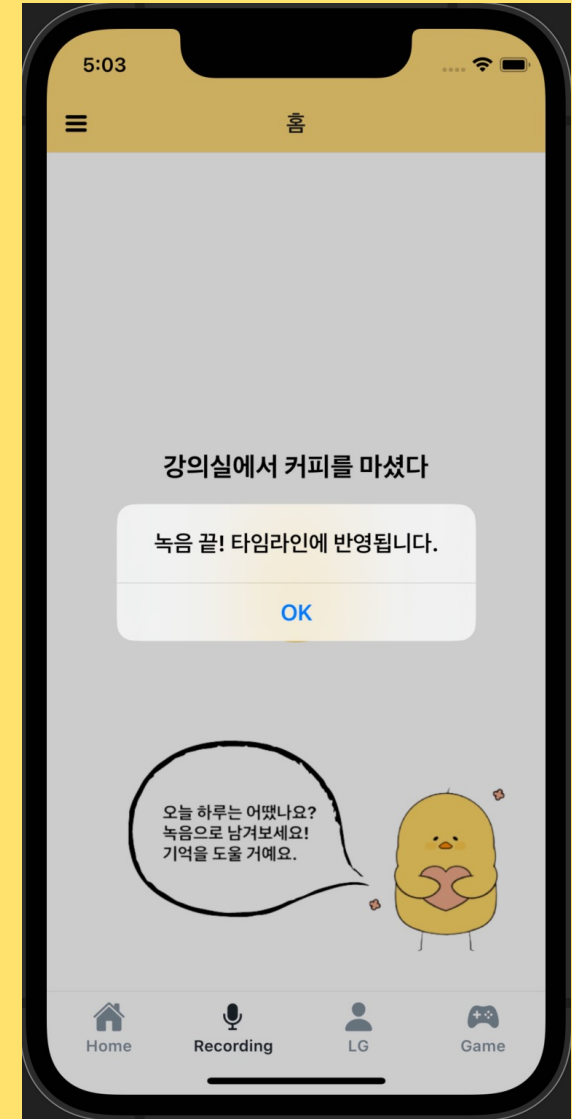 5:03
홈
강의실에서 커피를 마셨다
녹음 끝! 타임라인에 반영됩니다.
OK
오늘 하루는 어땠나요?
녹음으로 남겨보세요!
기억을 도울 거예요.
Home Recording LG Game